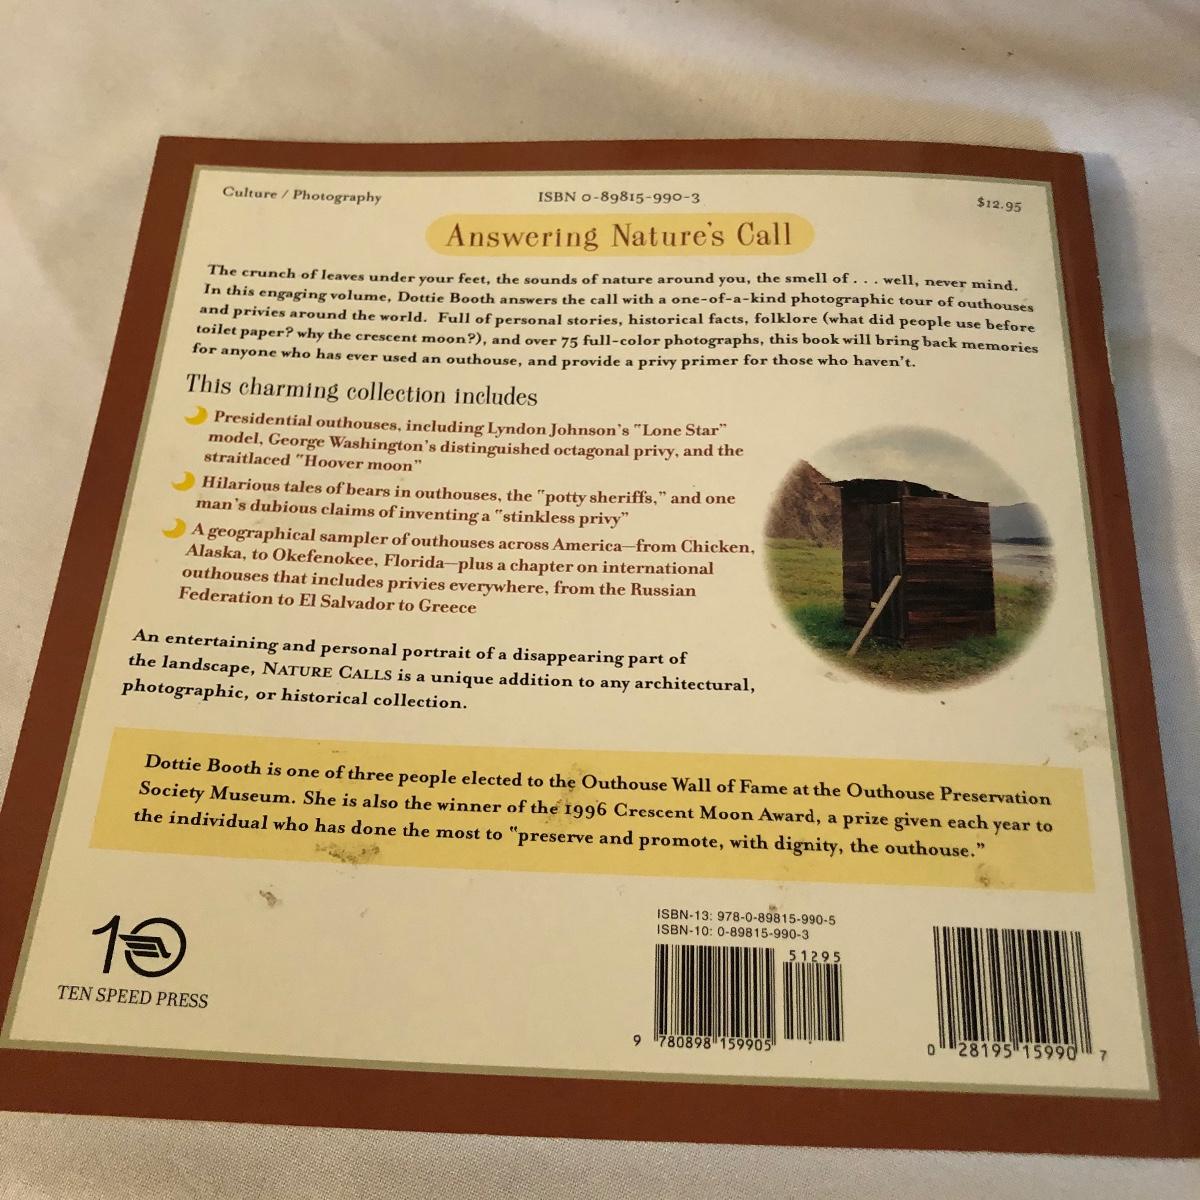 Culture / Photography
ISBN 0-89815-990-3
$12.95
Answering Nature's Call
The crunch of leaves under your feet, the sounds of nature around you, the smell of . . . well, never mind.
In this engaging volume, Dottie Booth answers the call with a one-of-a-kind photographic tour of outhouses
and privies around the world. Full of personal stories, historical facts, folklore (what did people use before
toilet paper? why the crescent moon?), and over 75 full-color photographs, this book will bring back memories
for anyone who has ever used an outhouse, and provide a privy primer for those who haven't.
This charming collection includes
Presidential outhouses, including Lyndon Johnson's "Lone Star"
model, George Washington's distinguished octagonal privy, and the
straitlaced "Hoover moon"
Hilarious tales of bears in outhouses, the "potty sheriffs," and one
man's dubious claims of inventing a "stinkless privy"
A geographical sampler of outhouses across America—from Chicken,
Alaska, to Okefenokee, Florida—plus a chapter on international
outhouses that includes privies everywhere, from the Russian
Federation to El Salvador to Greece
An entertaining and personal portrait of a disappearing part of
the landscape, NATURE CALLS is a unique addition to any architectural,
photographic, or historical collection.
Dottie Booth is one of three people elected to the Outhouse Wall of Fame at the Outhouse Preservation
Society Museum. She is also the winner of the 1996 Crescent Moon Award, a prize given each year to
the individual who has done the most to "preserve and promote, with dignity, the outhouse."
10
TEN SPEED PRESS
ISBN-13: 978-0-89815-990-5
ISBN-10: 0-89815-990-3
51295
9 780898 159905
0 28195 15990 7